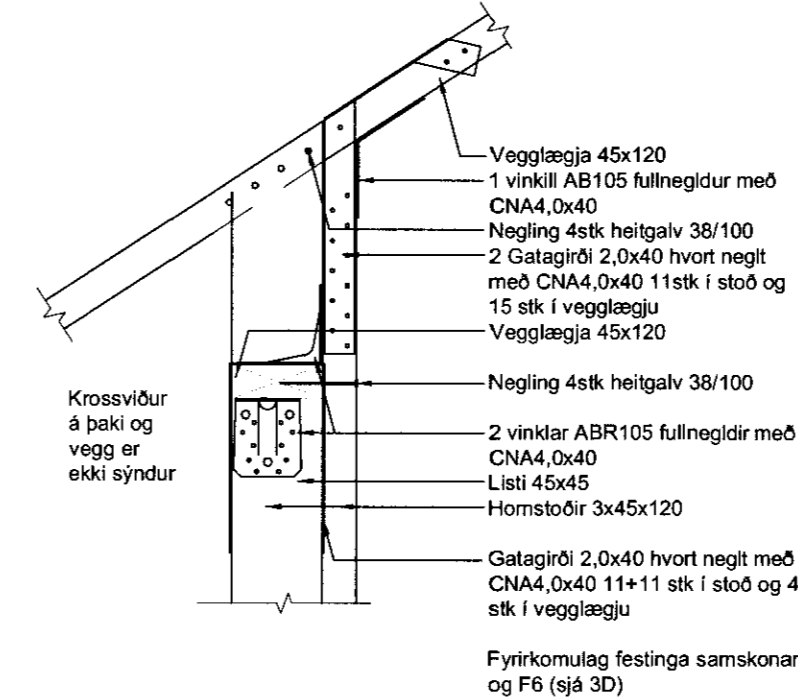 Vegglægja 45x120
1 vinkill AB105 fullnegldur með
CNA4,0x40
Negling 4stk heitgalv 38/100
2 Gatagirði 2,0x40 hvort neglt
með CNA4,0x40 11stk í stoð og
15 stk í vegglægju
Vegglægja 45x120
Negling 4stk heitgalv 38/100
Krossviður
á þaki og
vegg er
ekki sýndur
2 vinklar ABR105 fullnegldir með
CNA4,0x40
Listi 45x45
Hornstoðir 3x45x120
Gatagirði 2,0x40 hvort neglt með
CNA4,0x40 11+11 stk í stoð og 4
stk í vegglægju
Fyrirkomulag festinga samskonar
og F6 (sjá 3D)